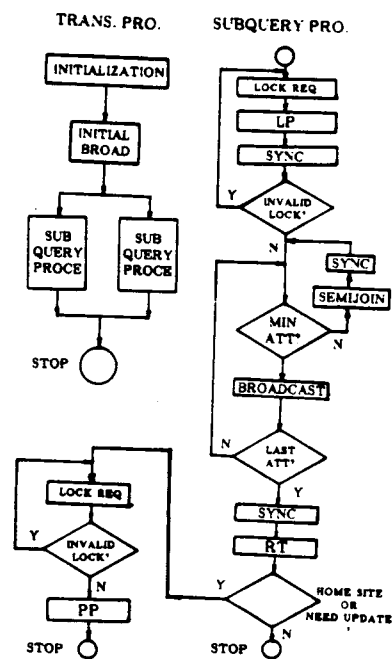 TRANS. PRO.
INITIALIZATION
INITIAL
BROAD
SUB
QUERY
PROCE
SUB
QUERY
PROCE
STOP
SUBQUERY PRO.
LOCK REQ
LP
SYNC
Y
INVALID
LOCK'
N
SYNC
SEMIJOIN
MIN
ATT'
N
BROADCAST
N
LAST
ATT'
Y
SYNC
RT
Y
HOME SITE
OR
NEED UPDATE
'
N
STOP
LOCK REQ
Y
INVALID
LOCK'
N
PP
STOP